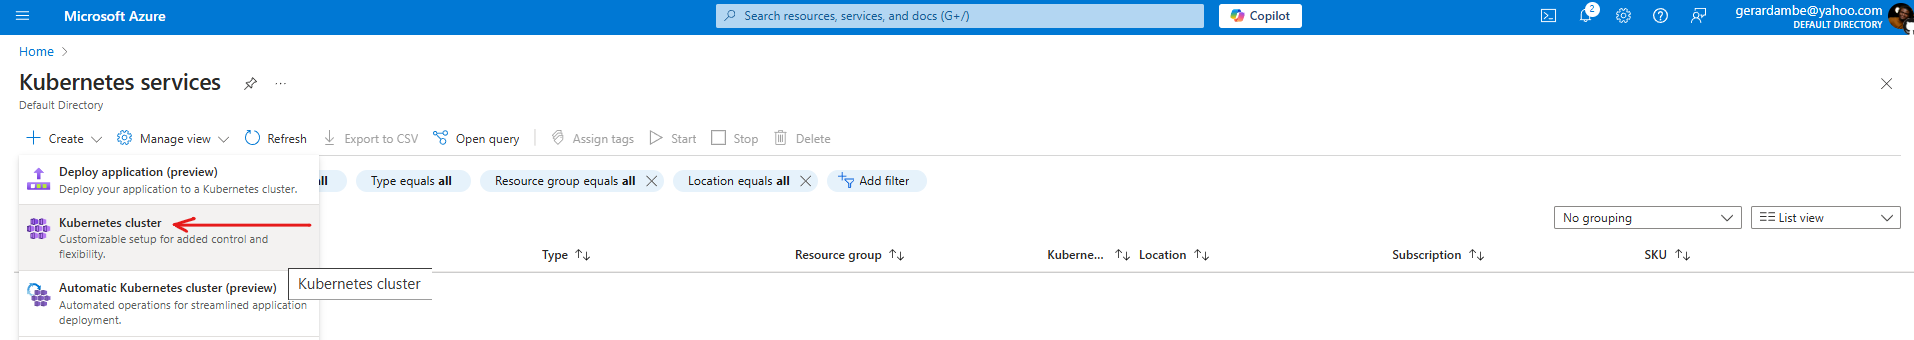 Microsoft Azure
Search resources, services, and docs (G+/)
Copilot
2
gerardambe@yahoo.com
DEFAULT DIRECTORY
Home
Kubernetes services
Default Directory
Create
Manage view
Refresh
Export to CSV
Open query
Assign tags
Start
Stop
Delete
Deploy application (preview)
Deploy your application to a Kubernetes cluster.
Kubernetes cluster
Customizable setup for added control and
flexibility.
Automatic Kubernetes cluster (preview)
Automated operations for streamlined application
deployment.
Kubernetes cluster
all
Type equals all
Resource group equals all
Location equals all
Add filter
No grouping
List view
Type
Resource group
Kuberne...
Location
Subscription
SKU